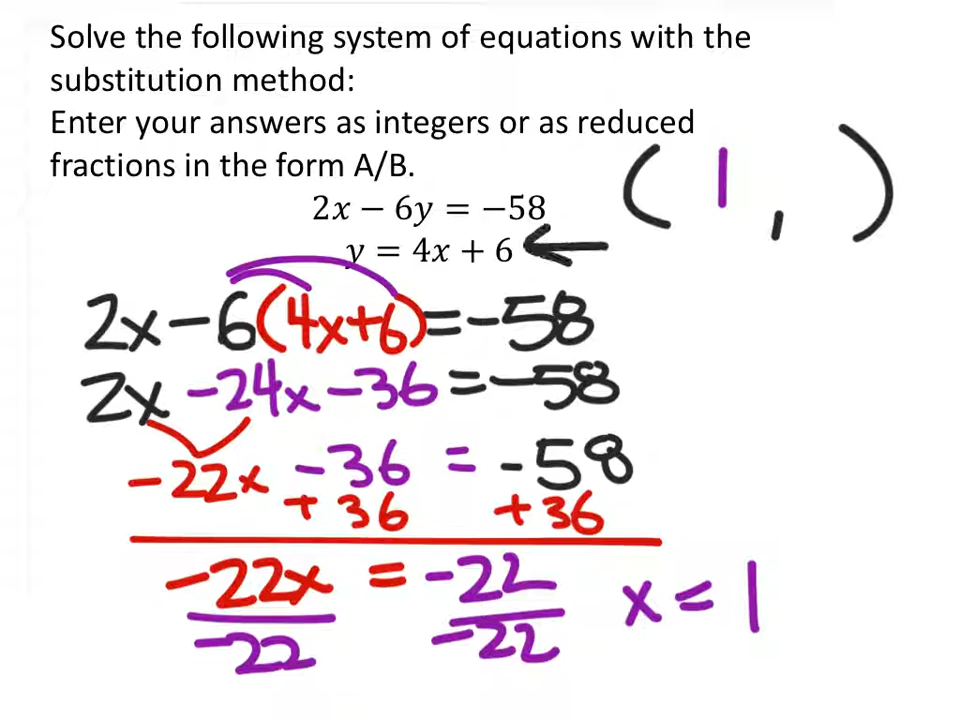 Solve the following system of equations with the
substitution method:
Enter your answers as integers or as reduced
fractions in the form A/B.
2x − 6y = −58
y = 4x + 6
( 1 , )
2x − 6(4x+6) = −58
2x −24x −36 = −58
−22x −36 = −58
+36 +36
−22x = −22
−22 −22
x = 1